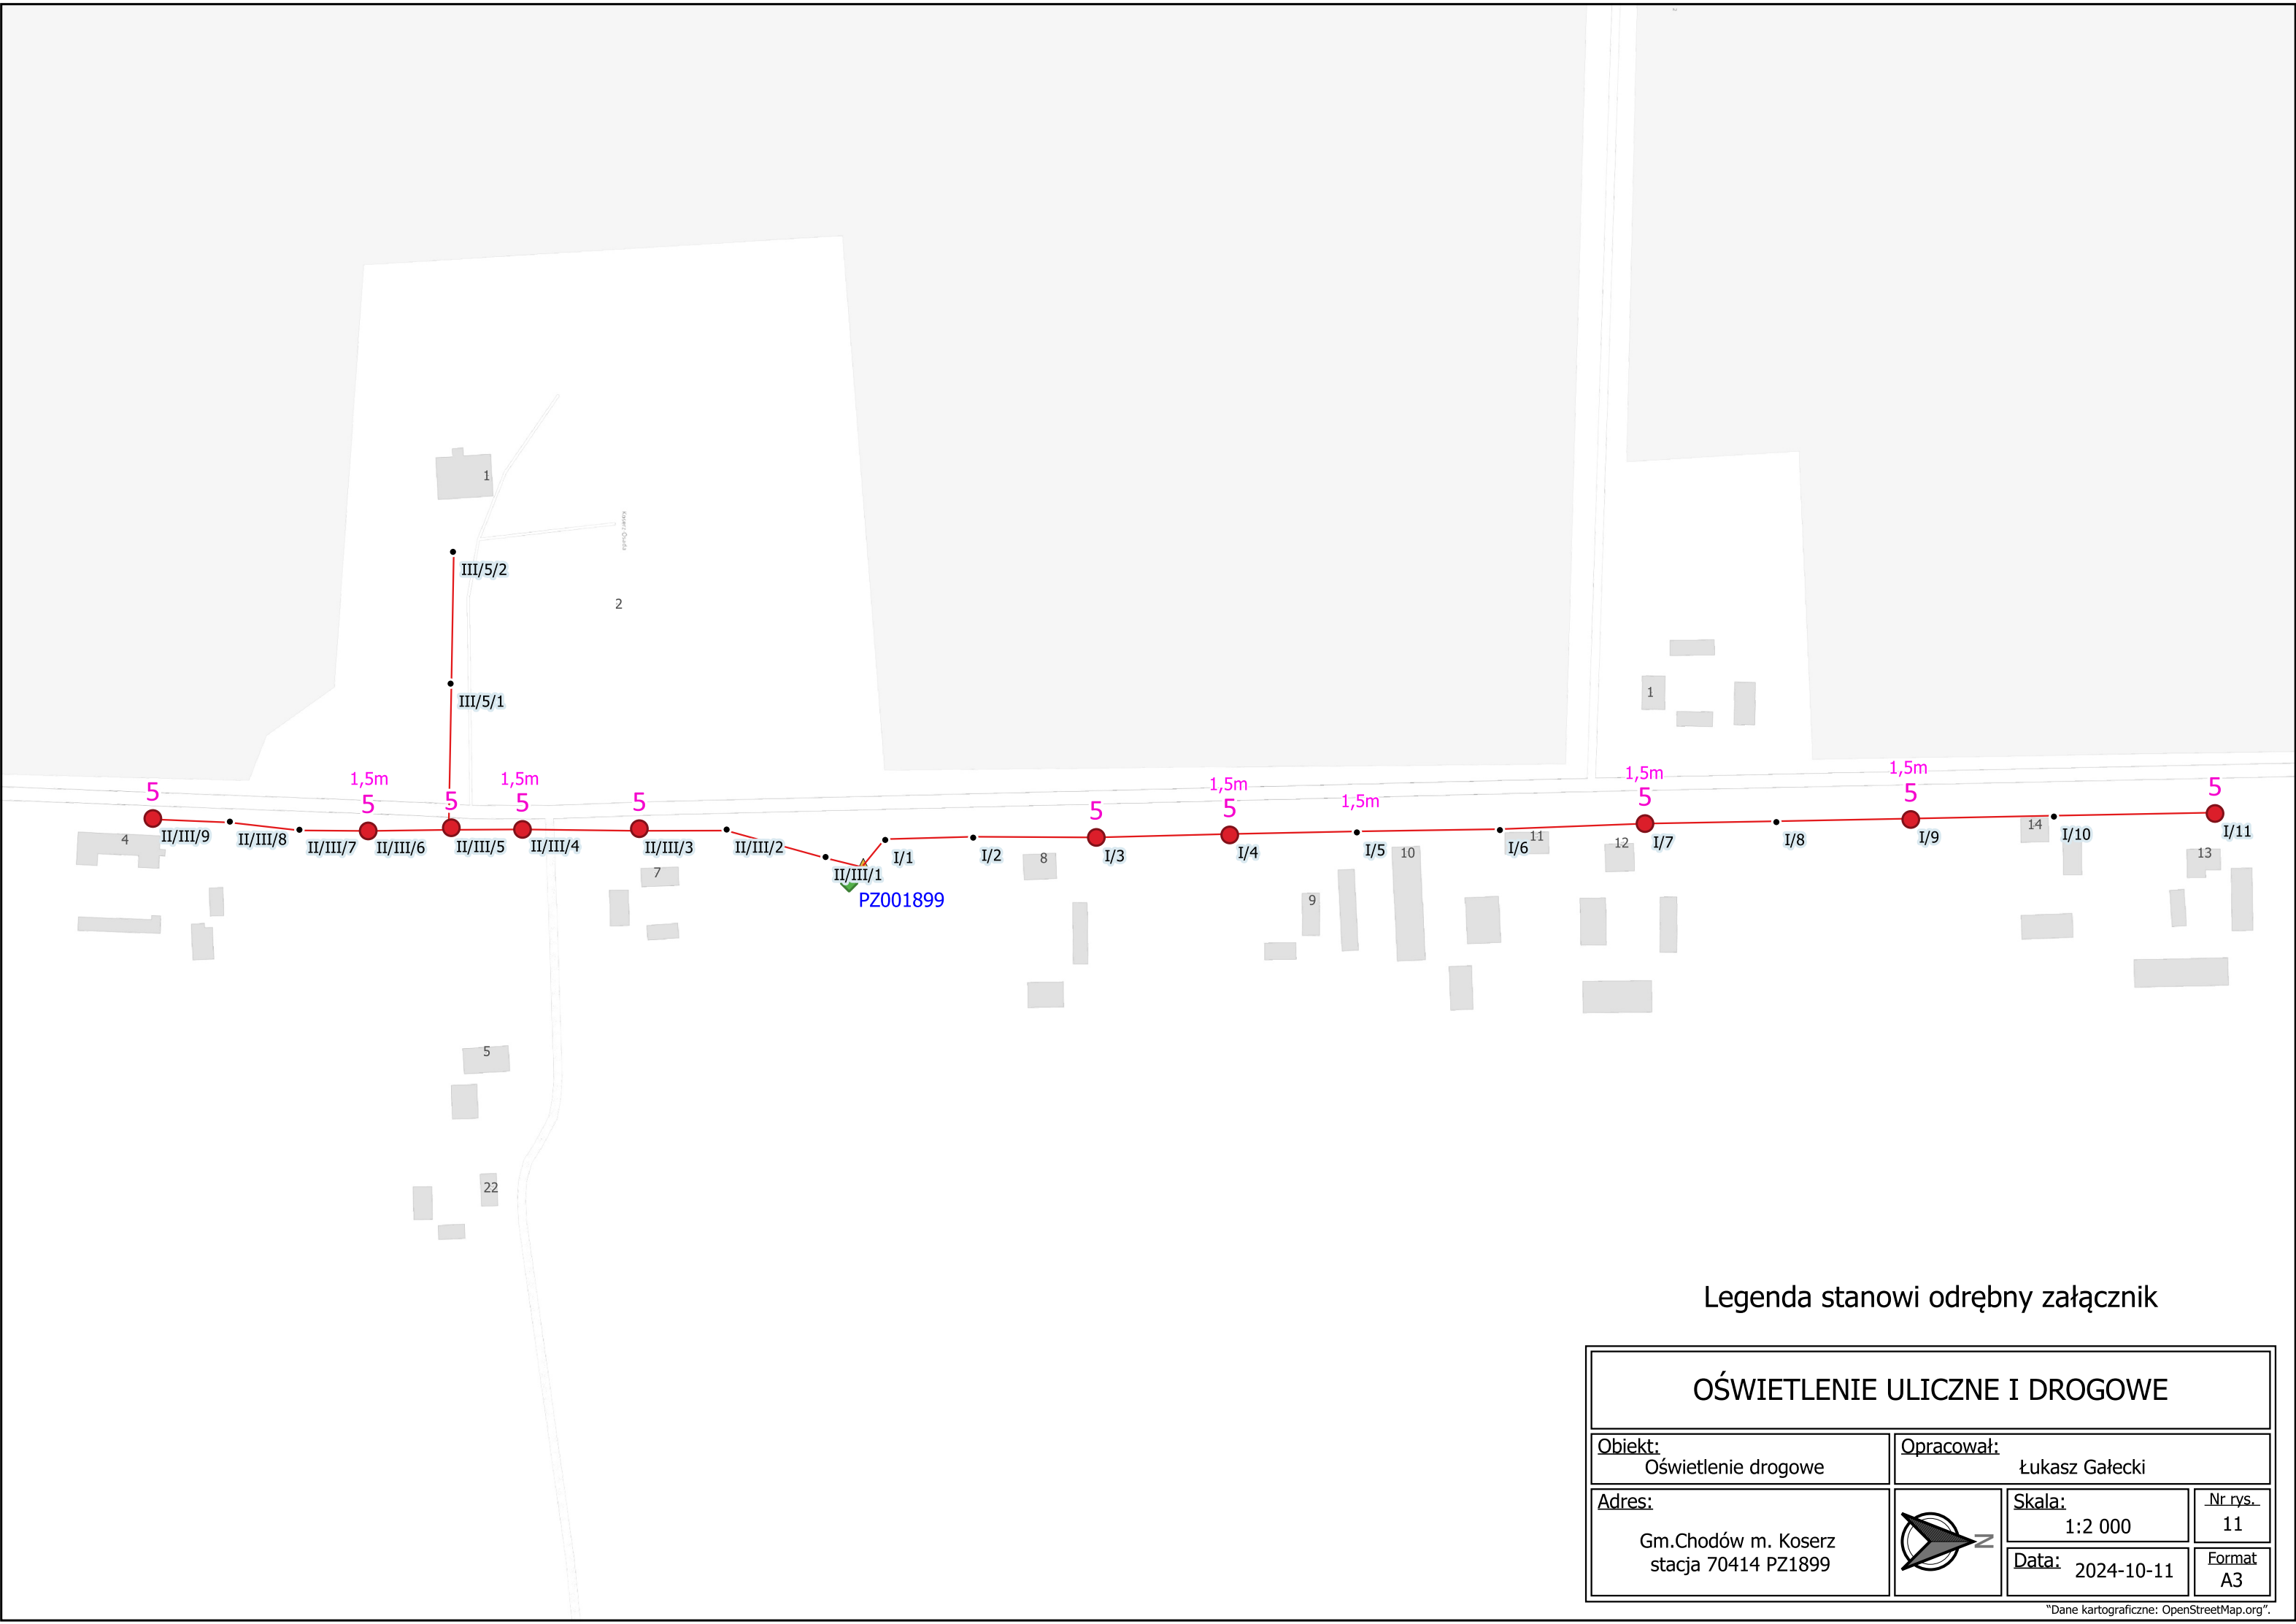 1
Koserz Osada
III/5/2
2
1
III/5/1
5
1,5m
5
5
1,5m
5
5
5
1,5m
5
1,5m
1,5m
5
1,5m
5
5
4
II/III/9
II/III/8
II/III/7
II/III/6
II/III/5
II/III/4
II/III/3
II/III/2
II/III/1
I/1
I/2
I/3
I/4
I/5
I/6
I/7
I/8
I/9
I/10
I/11
7
8
9
10
11
12
14
13
PZ001899
5
22
Legenda stanowi odrębny załącznik
OŚWIETLENIE ULICZNE I DROGOWE
Obiekt:
Oświetlenie drogowe
Opracował:
Łukasz Gałecki
Adres:
Gm.Chodów m. Koserz
stacja 70414 PZ1899
N
Skala:
1:2 000
Nr rys.
11
Data: 2024-10-11
Format
A3
"Dane kartograficzne: OpenStreetMap.org".